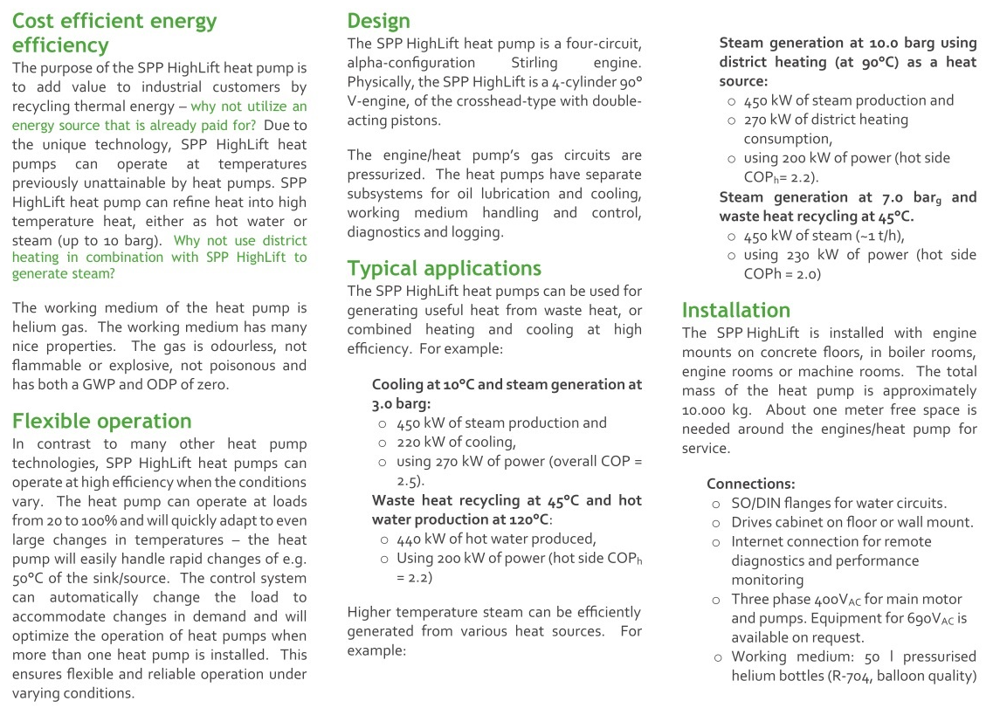 Cost efficient energy
efficiency
The purpose of the SPP HighLift heat pump is
to add value to industrial customers by
recycling thermal energy – why not utilize an
energy source that is already paid for? Due to
the unique technology, SPP HighLift heat
pumps can operate at temperatures
previously unattainable by heat pumps. SPP
HighLift heat pump can refine heat into high
temperature heat, either as hot water or
steam (up to 10 barg). Why not use district
heating in combination with SPP HighLift to
generate steam?
The working medium of the heat pump is
helium gas. The working medium has many
nice properties. The gas is odourless, not
flammable or explosive, not poisonous and
has both a GWP and ODP of zero.
Flexible operation
In contrast to many other heat pump
technologies, SPP HighLift heat pumps can
operate at high efficiency when the conditions
vary. The heat pump can operate at loads
from 20 to 100% and will quickly adapt to even
large changes in temperatures – the heat
pump will easily handle rapid changes of e.g.
50°C of the sink/source. The control system
can automatically change the load to
accommodate changes in demand and will
optimize the operation of heat pumps when
more than one heat pump is installed. This
ensures flexible and reliable operation under
varying conditions.
Design
The SPP HighLift heat pump is a four-circuit,
alpha-configuration Stirling engine.
Physically, the SPP HighLift is a 4-cylinder 90°
V-engine, of the crosshead-type with double-
acting pistons.
The engine/heat pump's gas circuits are
pressurized. The heat pumps have separate
subsystems for oil lubrication and cooling,
working medium handling and control,
diagnostics and logging.
Typical applications
The SPP HighLift heat pumps can be used for
generating useful heat from waste heat, or
combined heating and cooling at high
efficiency. For example:
Cooling at 10°C and steam generation at
3.0 barg:
o 450 kW of steam production and
o 220 kW of cooling,
o using 270 kW of power (overall COP =
2.5).
Waste heat recycling at 45°C and hot
water production at 120°C:
o 440 kW of hot water produced,
o Using 200 kW of power (hot side COPh
= 2.2)
Higher temperature steam can be efficiently
generated from various heat sources. For
example:
Steam generation at 10.0 barg using
district heating (at 90°C) as a heat
source:
o 450 kW of steam production and
o 270 kW of district heating
consumption,
o using 200 kW of power (hot side
COPh= 2.2).
Steam generation at 7.0 barg and
waste heat recycling at 45°C.
o 450 kW of steam (~1 t/h),
o using 230 kW of power (hot side
COPh = 2.0)
Installation
The SPP HighLift is installed with engine
mounts on concrete floors, in boiler rooms,
engine rooms or machine rooms. The total
mass of the heat pump is approximately
10.000 kg. About one meter free space is
needed around the engines/heat pump for
service.
Connections:
o SO/DIN flanges for water circuits.
o Drives cabinet on floor or wall mount.
o Internet connection for remote
diagnostics and performance
monitoring
o Three phase 400VAC for main motor
and pumps. Equipment for 690VAC is
available on request.
o Working medium: 50 l pressurised
helium bottles (R-704, balloon quality)